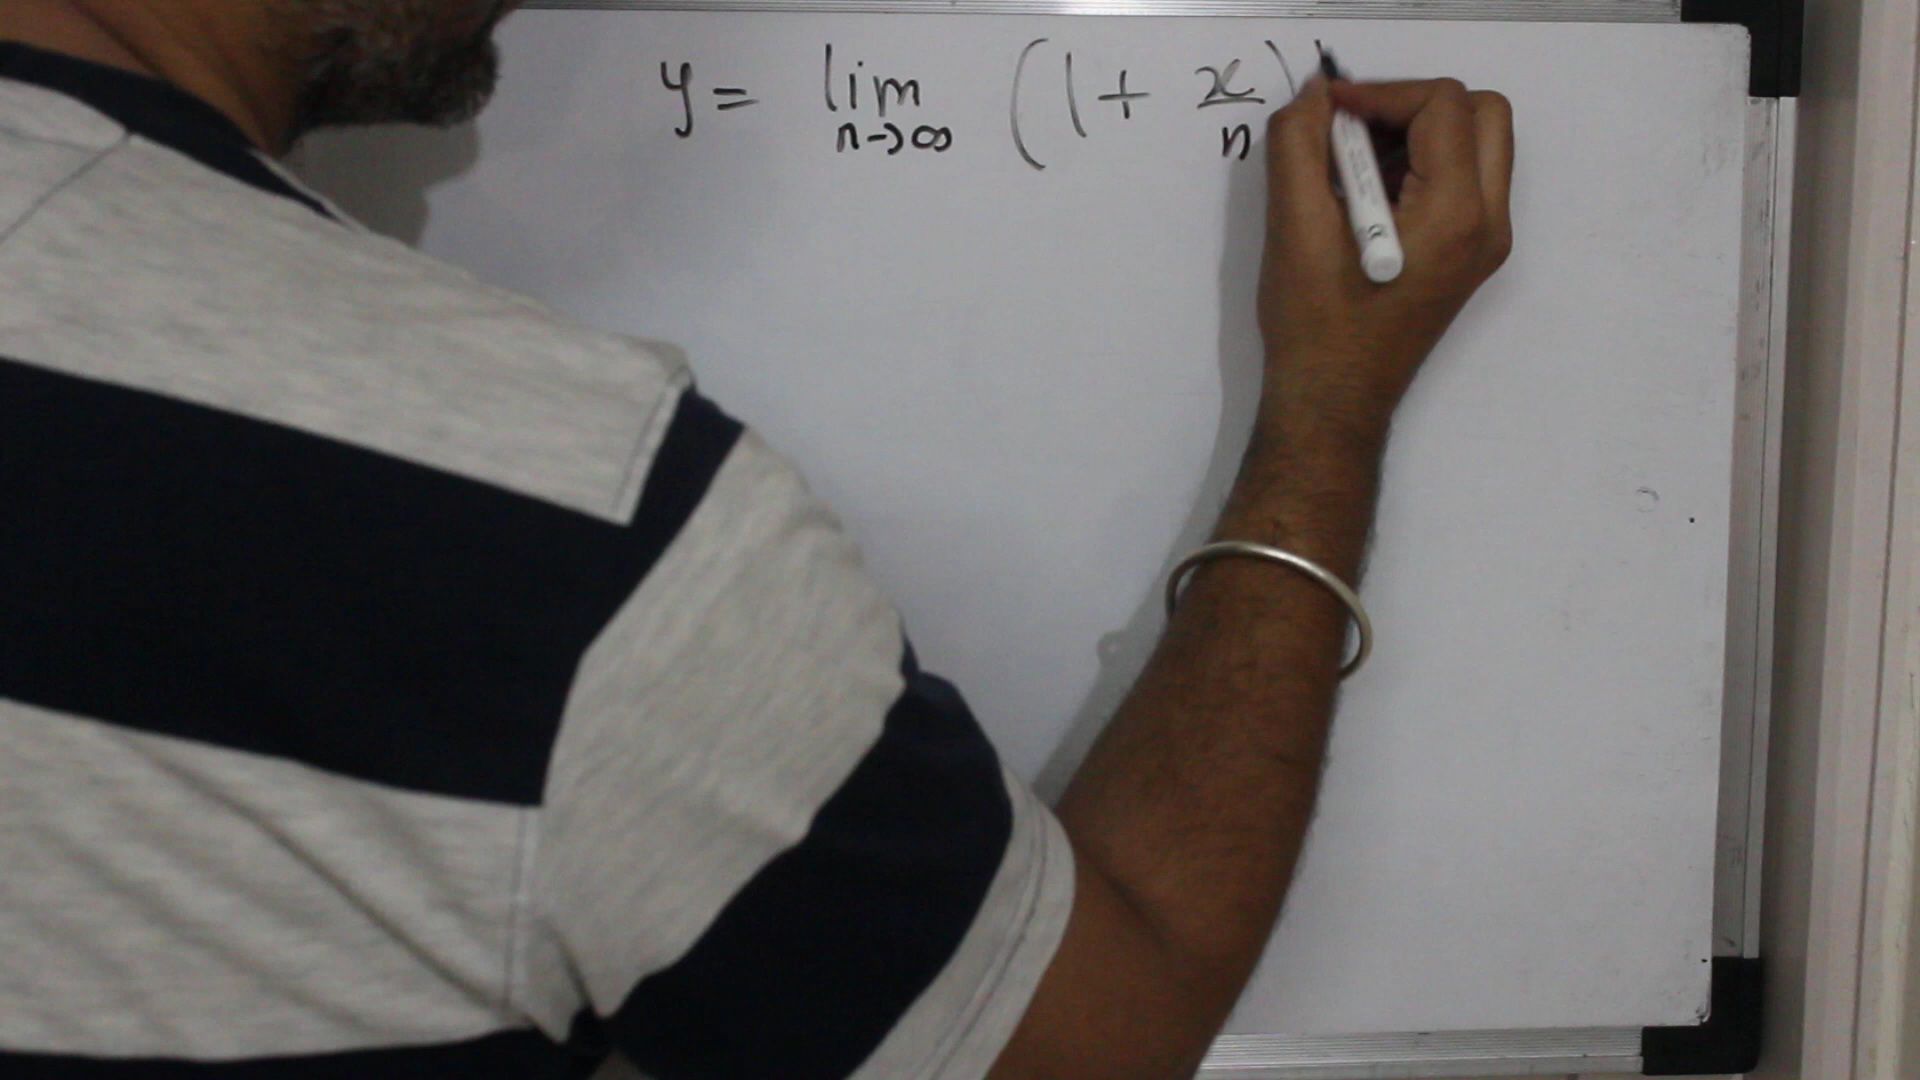 y = lim n→∞ (1 + x/n)